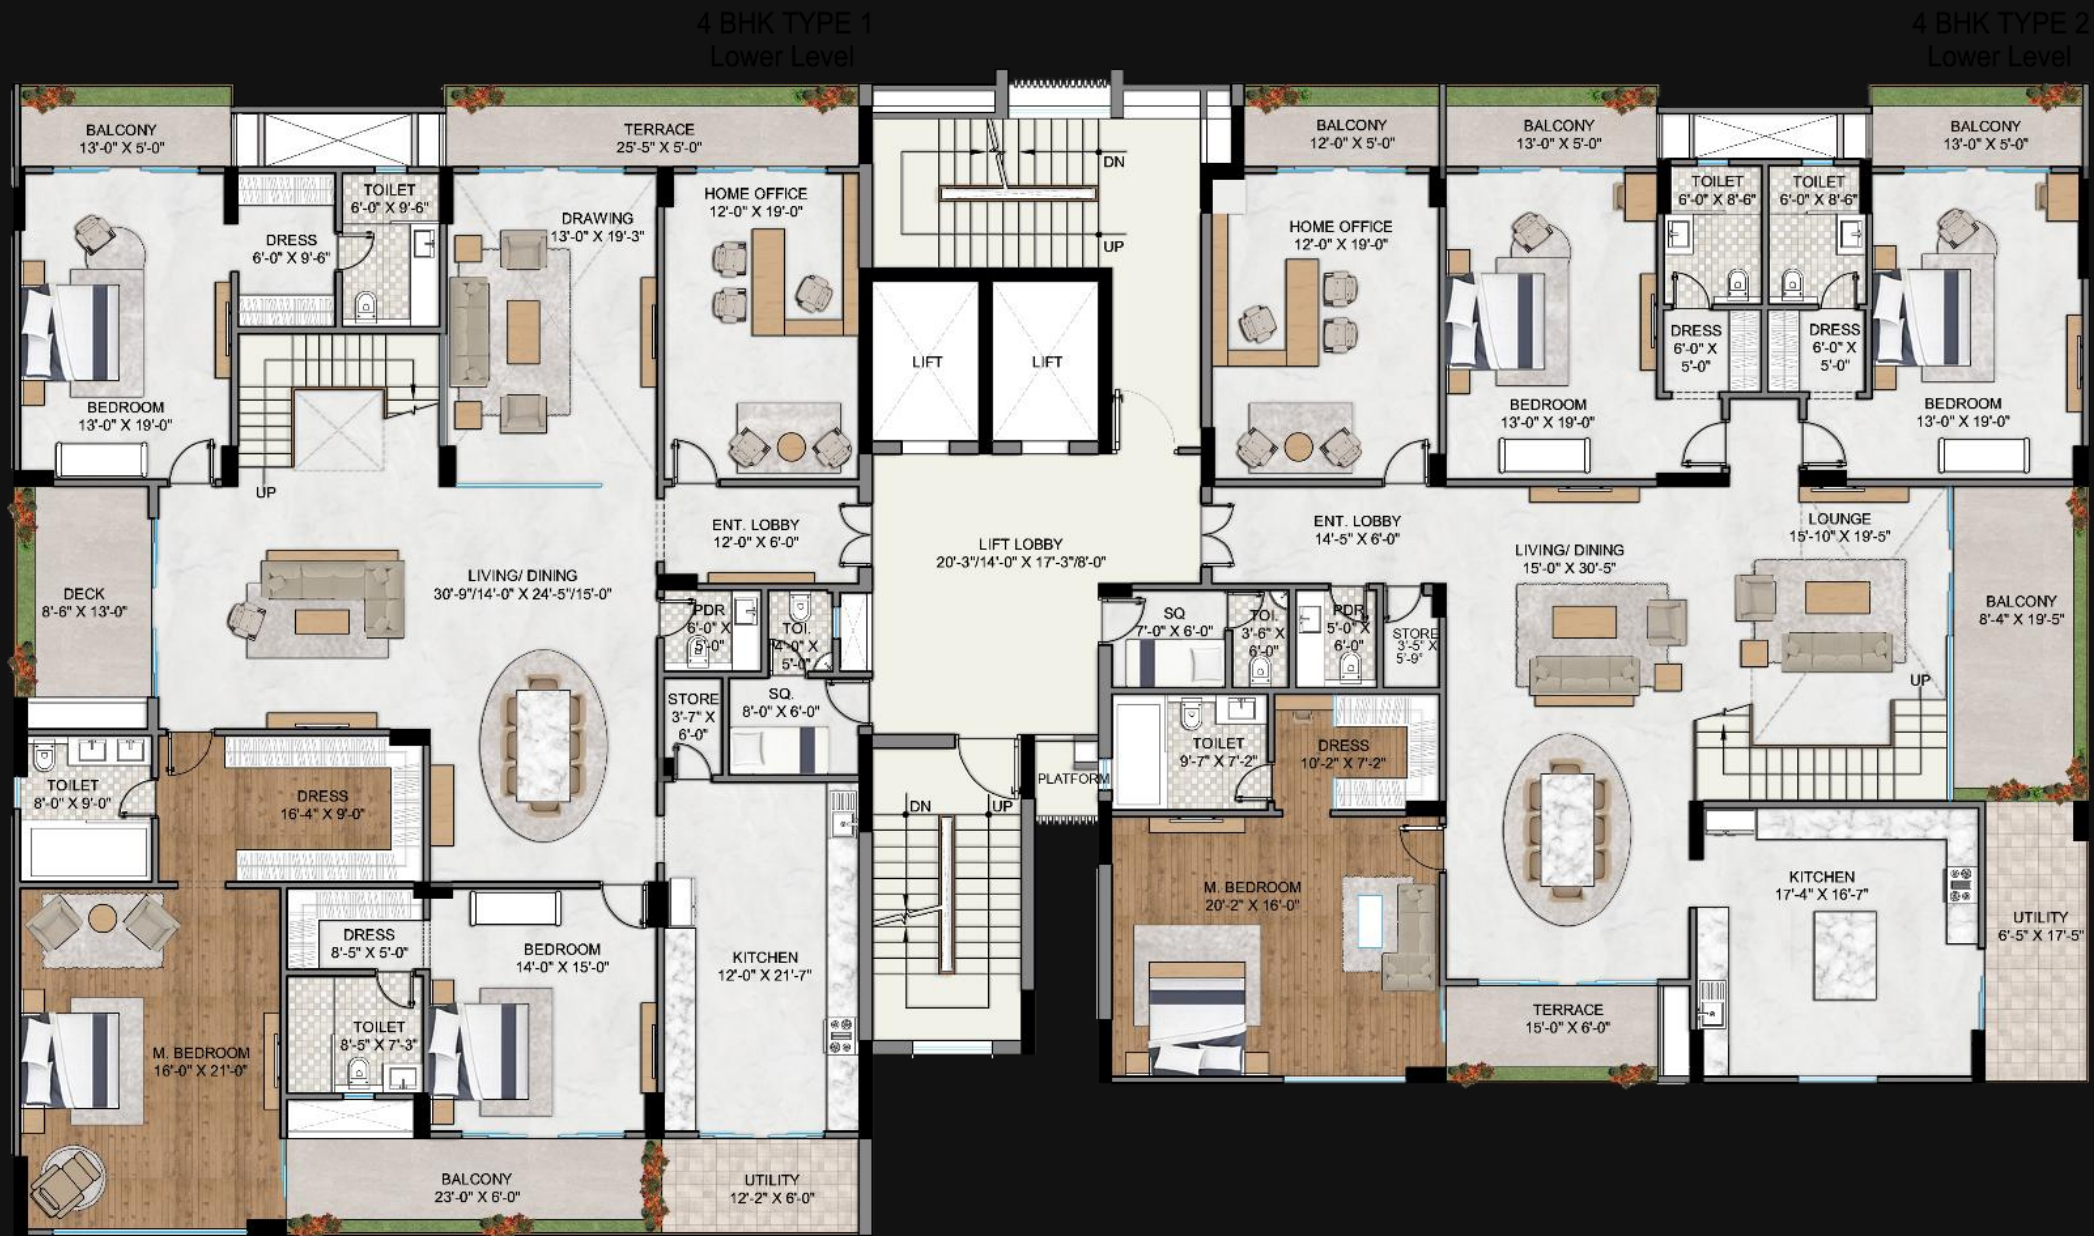 4 BHK TYPE 1
Lower Level
4 BHK TYPE 2
Lower Level
BALCONY
13'-0" X 5'-0"
TERRACE
25'-5" X 5'-0"
TOILET
6'-0" X 9'-6"
DRESS
6'-0" X 9'-6"
DRAWING
13'-0" X 19'-3"
HOME OFFICE
12'-0" X 19'-0"
BEDROOM
13'-0" X 19'-0"
UP
DECK
8'-6" X 13'-0"
LIVING/ DINING
30'-9"/14'-0" X 24'-5"/15'-0"
ENT. LOBBY
12'-0" X 6'-0"
PDR
6'-0" X
5'-0"
TOI.
4'-0" X
5'-0"
STORE
3'-7" X
6'-0"
SQ.
8'-0" X 6'-0"
TOILET
8'-0" X 9'-0"
DRESS
16'-4" X 9'-0"
DRESS
8'-5" X 5'-0"
BEDROOM
14'-0" X 15'-0"
KITCHEN
12'-0" X 21'-7"
TOILET
8'-5" X 7'-3"
M. BEDROOM
16'-0" X 21'-0"
BALCONY
23'-0" X 6'-0"
UTILITY
12'-2" X 6'-0"
DN
UP
LIFT
LIFT
LIFT LOBBY
20'-3"/14'-0" X 17'-3"/8'-0"
DN
UP
PLATFORM
BALCONY
12'-0" X 5'-0"
BALCONY
13'-0" X 5'-0"
BALCONY
13'-0" X 5'-0"
HOME OFFICE
12'-0" X 19'-0"
TOILET
6'-0" X 8'-6"
TOILET
6'-0" X 8'-6"
DRESS
6'-0" X
5'-0"
DRESS
6'-0" X
5'-0"
BEDROOM
13'-0" X 19'-0"
BEDROOM
13'-0" X 19'-0"
ENT. LOBBY
14'-5" X 6'-0"
LIVING/ DINING
15'-0" X 30'-5"
LOUNGE
15'-10" X 19'-5"
BALCONY
8'-4" X 19'-5"
SQ
7'-0" X 6'-0"
TOI.
3'-6" X
6'-0"
PDR
5'-0" X
6'-0"
STORE
3'-5" X
5'-9"
UP
TOILET
9'-7" X 7'-2"
DRESS
10'-2" X 7'-2"
M. BEDROOM
20'-2" X 16'-0"
KITCHEN
17'-4" X 16'-7"
UTILITY
6'-5" X 17'-5"
TERRACE
15'-0" X 6'-0"